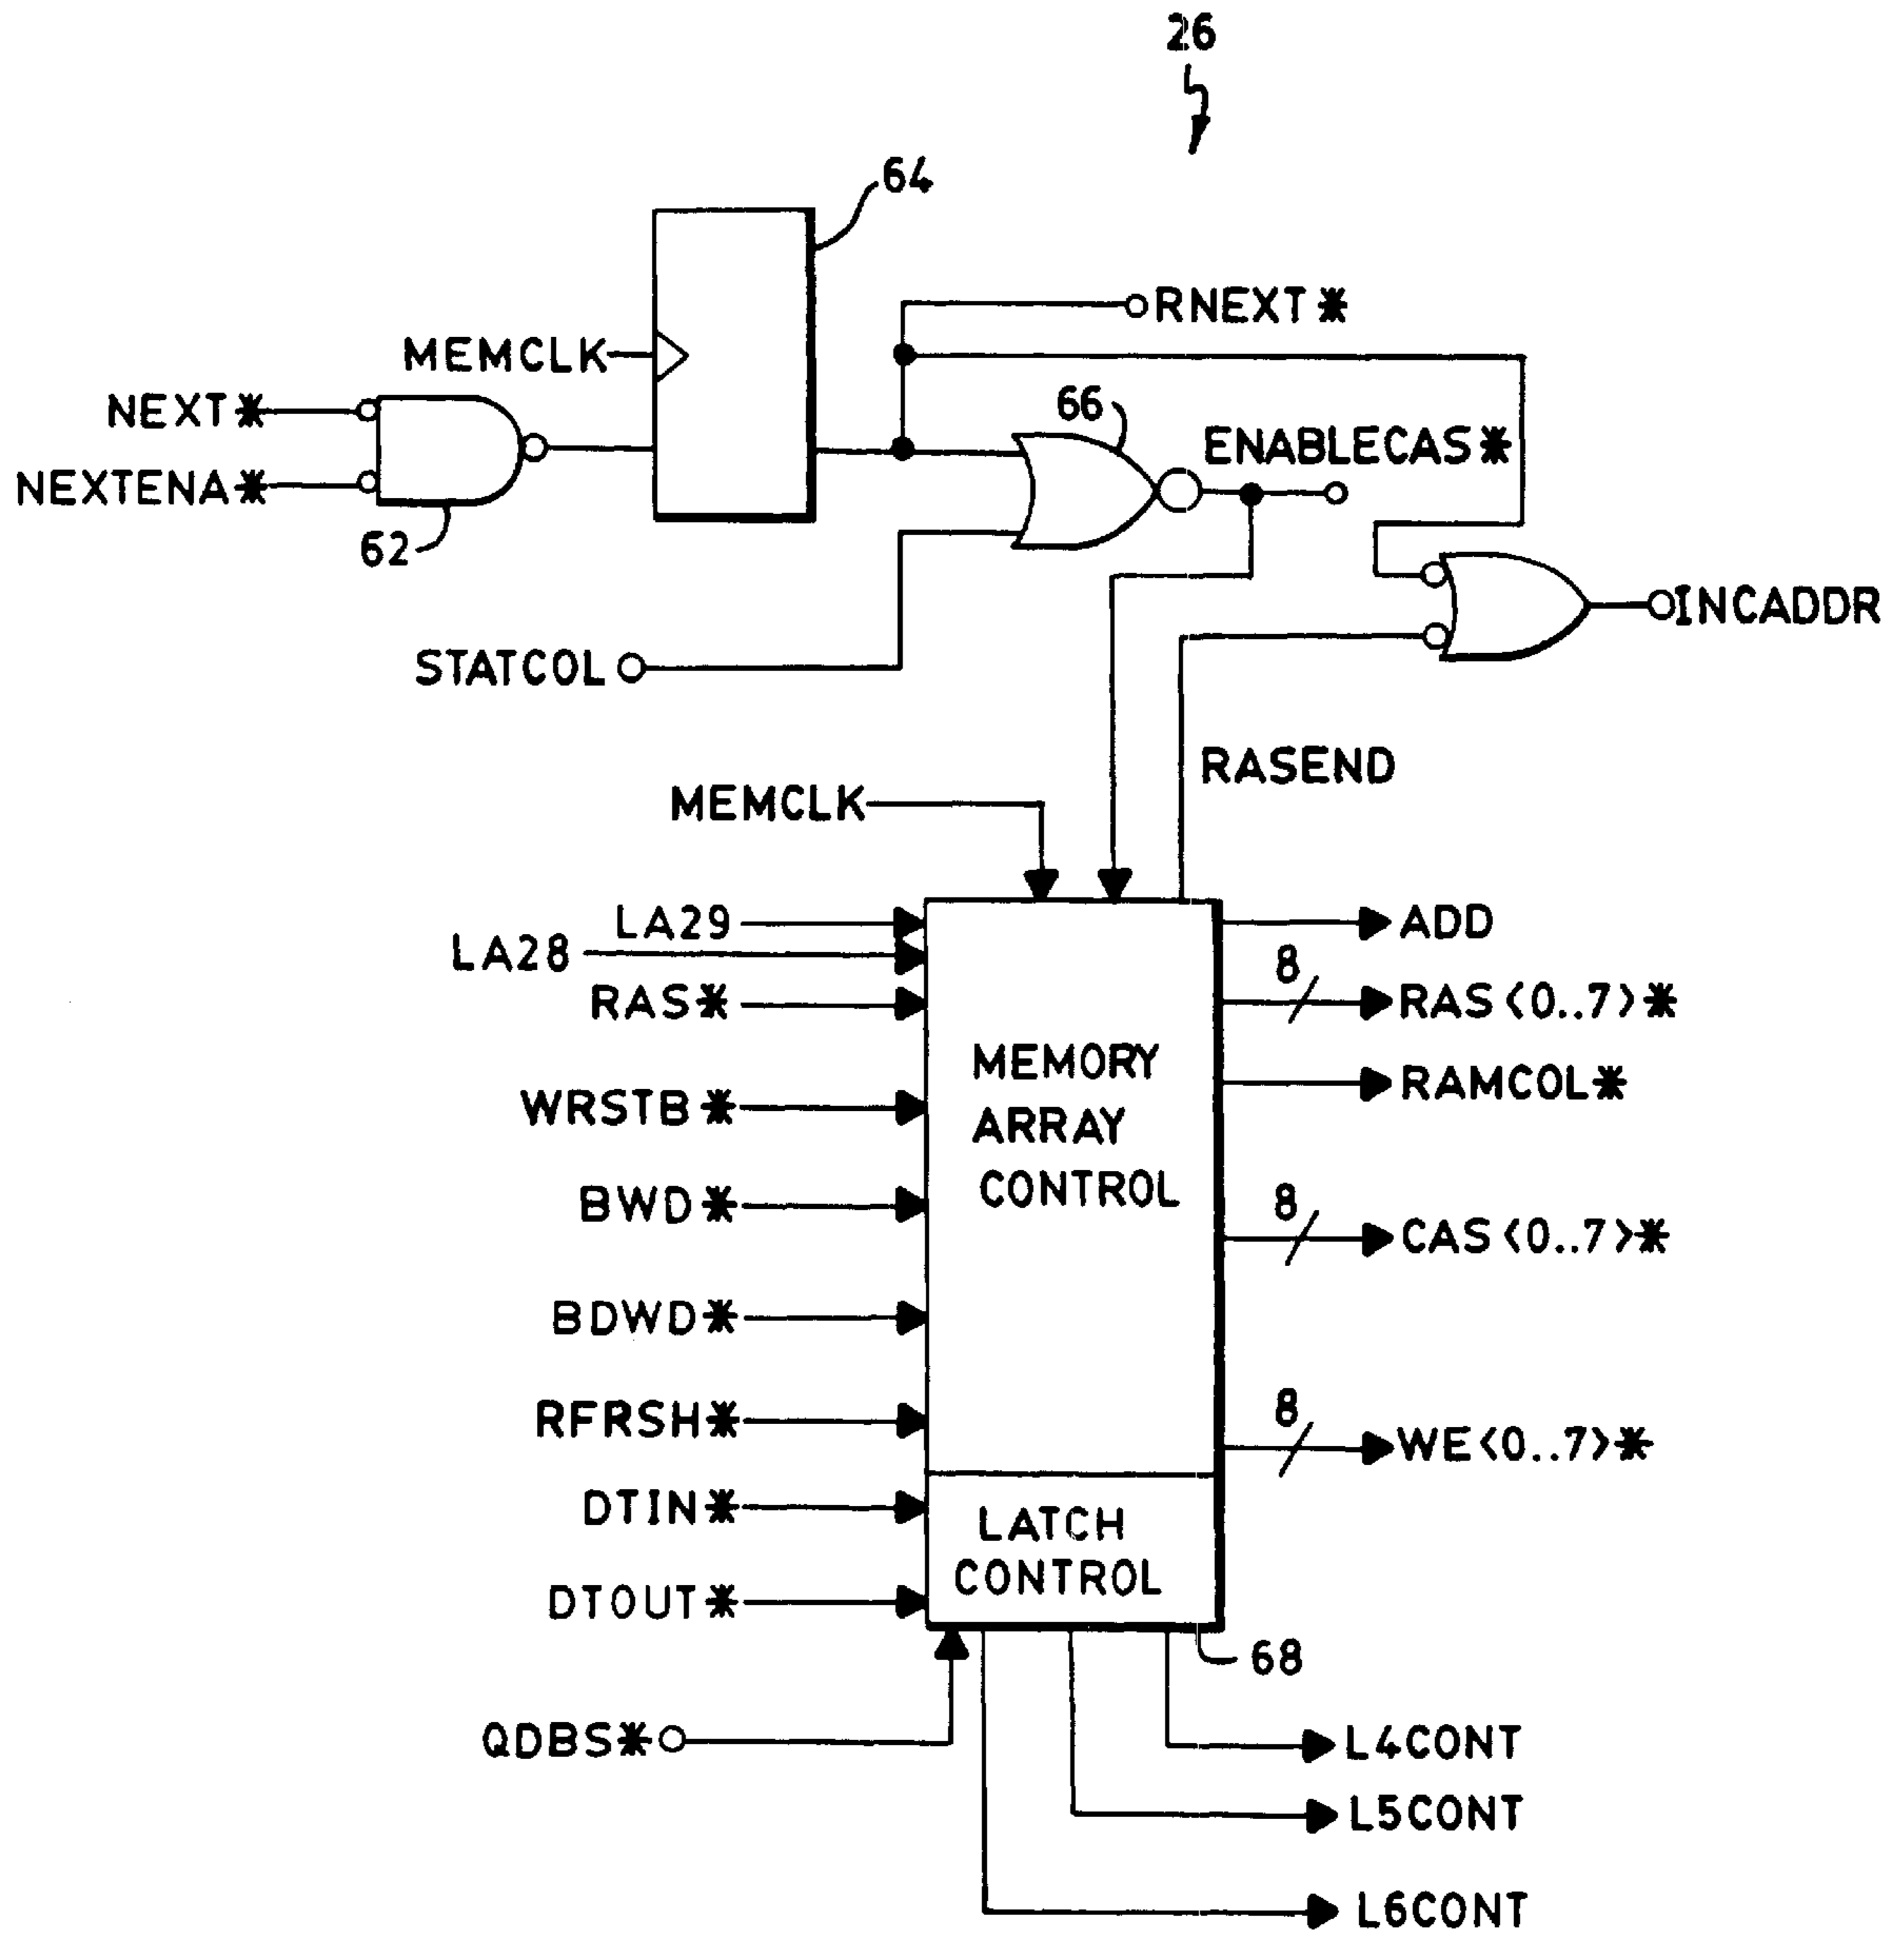 26
64
RNEXT*
MEMCLK
NEXT*
66
ENABLECAS*
NEXTENA*
62
INCADDR
STATCOL
RASEND
MEMCLK
LA29
ADD
LA28
8
RAS*
RAS<0..7>*
MEMORY
ARRAY
CONTROL
RAMCOL*
WRSTB*
BWD*
8
CAS<0..7>*
BDWD*
RFRSH*
8
WE<0..7>*
DTIN*
LATCH
CONTROL
DTOUT*
68
QDBS*
L4CONT
L5CONT
L6CONT